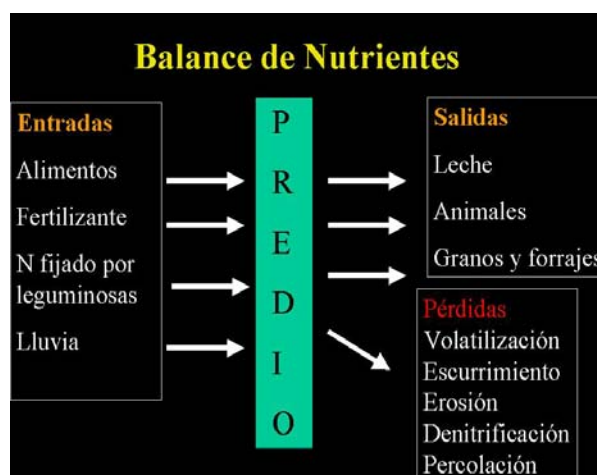 Balance de Nutrientes
Entradas
Alimentos
Fertilizante
N fijado por
leguminosas
Lluvia
P
R
E
D
I
O
Salidas
Leche
Animales
Granos y forrajes
Pérdidas
Volatilización
Escurrimiento
Erosión
Denitrificación
Percolación